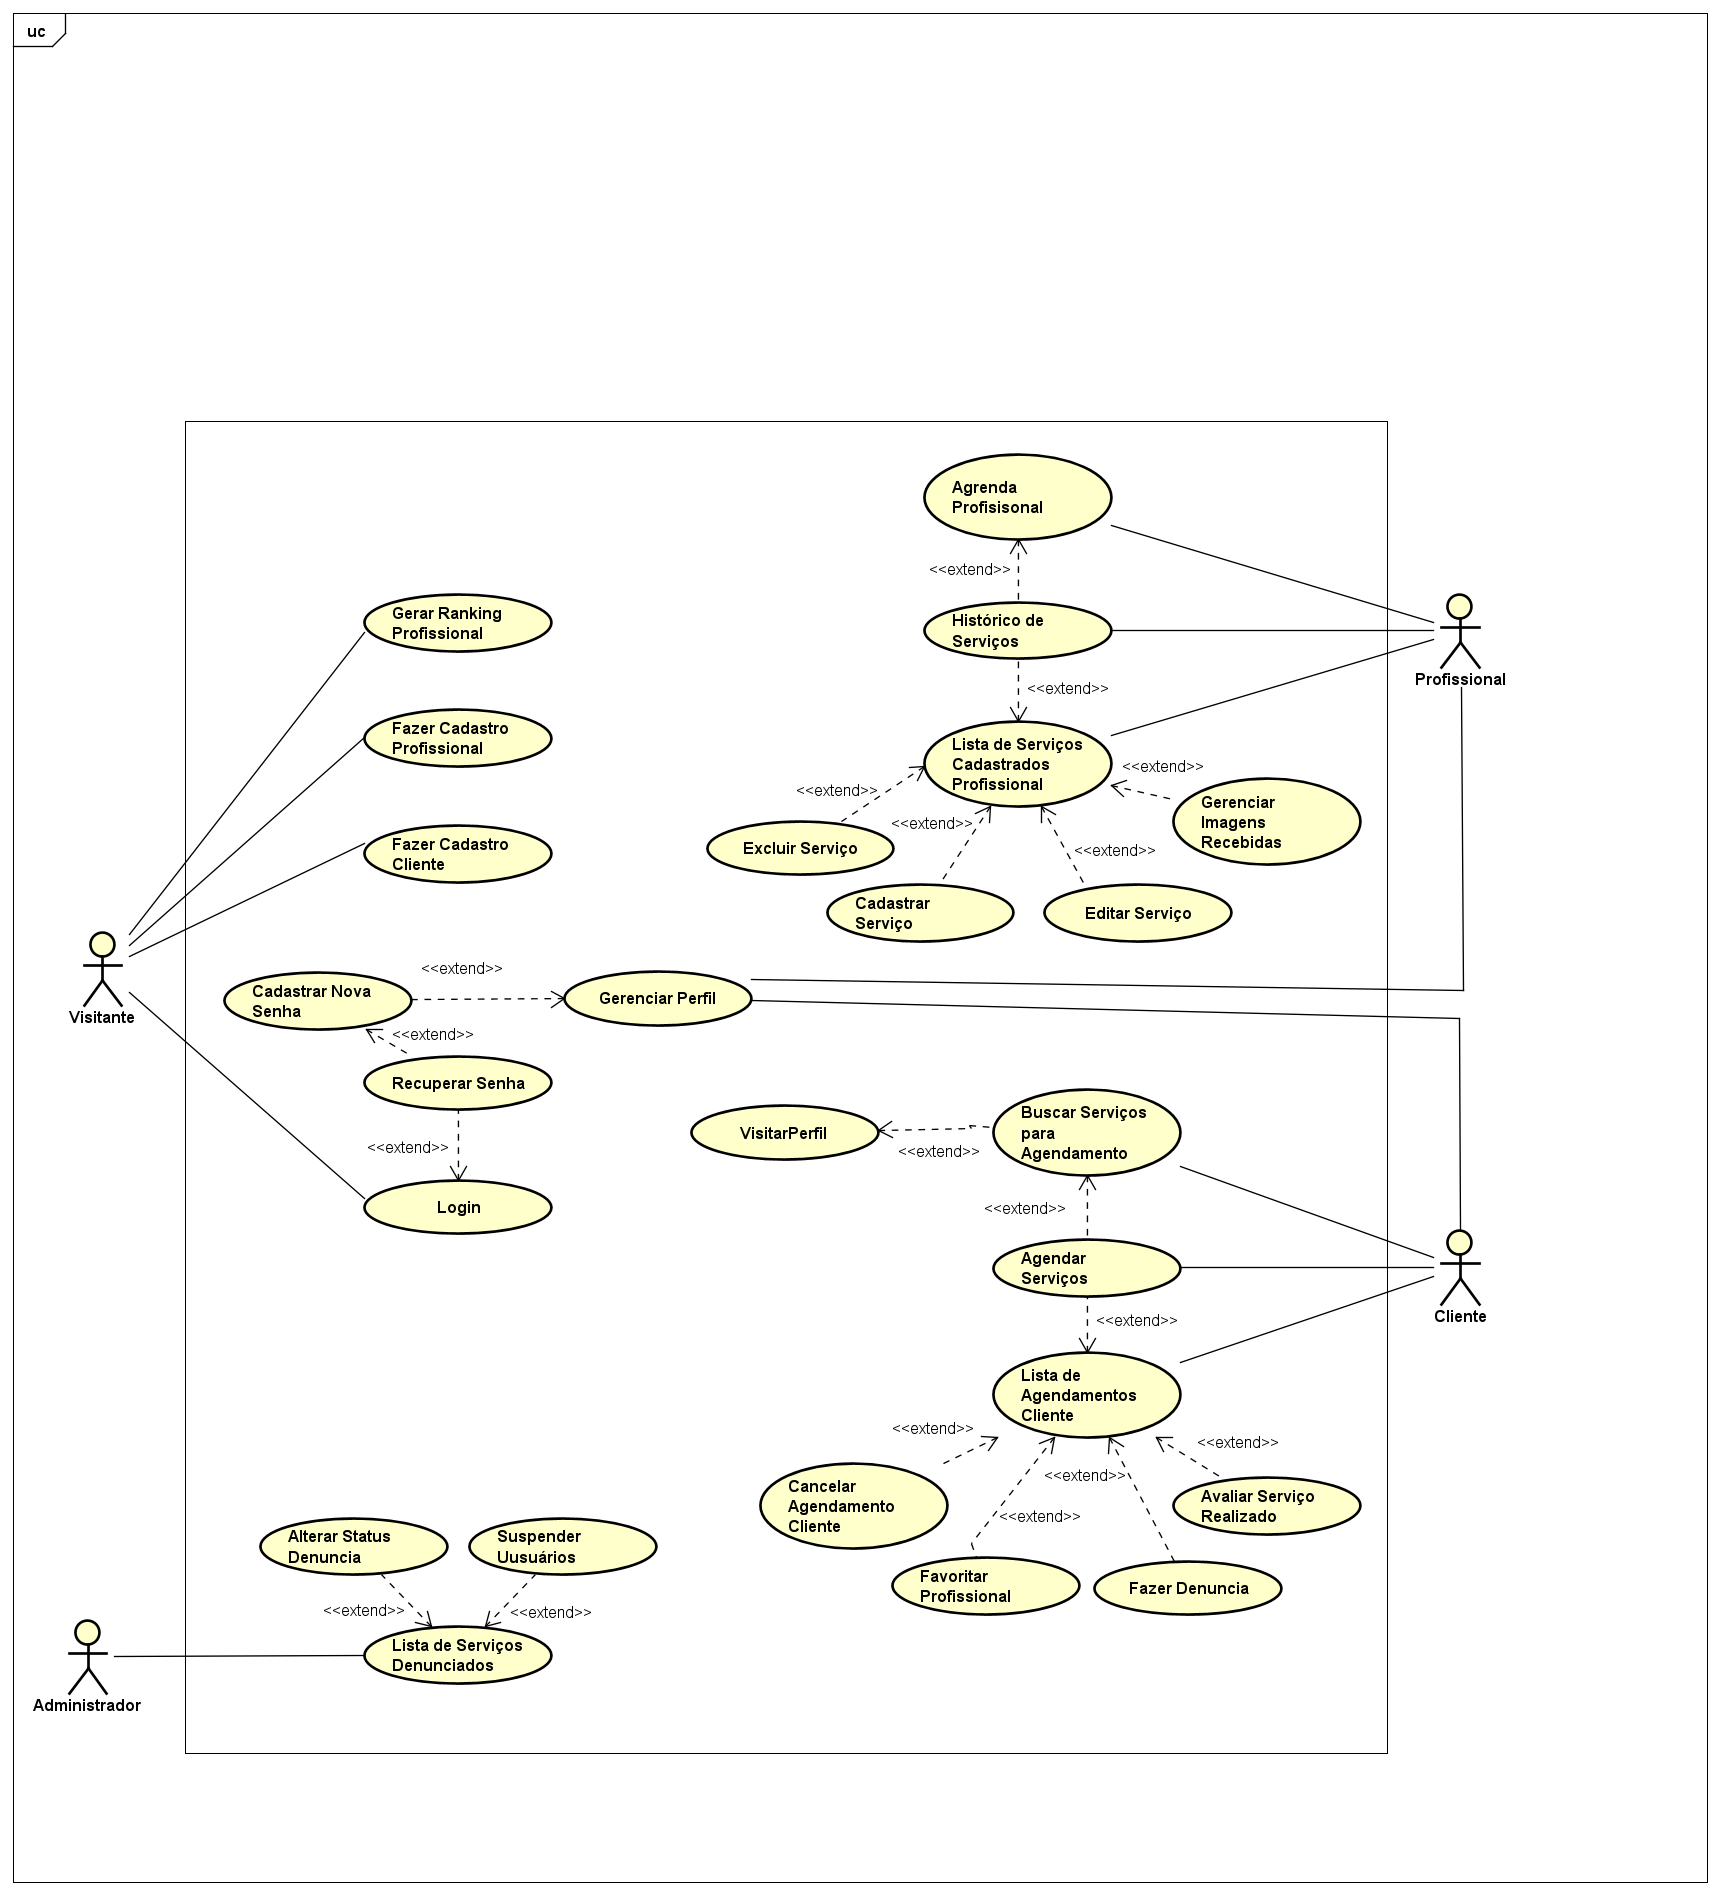 uc
Agrenda
Profisisonal
<<extend>>
Gerar Ranking
Profissional
Histórico de
Serviços
Profissional
<<extend>>
Fazer Cadastro
Profissional
Lista de Serviços
Cadastrados
Profissional
<<extend>>
<<extend>>
Gerenciar
Imagens
Recebidas
<<extend>>
Fazer Cadastro
Cliente
Excluir Serviço
<<extend>>
Cadastrar
Serviço
Editar Serviço
<<extend>>
Visitante
Cadastrar Nova
Senha
Gerenciar Perfil
<<extend>>
Recuperar Senha
Buscar Serviços
para
Agendamento
VisitarPerfil
<<extend>>
<<extend>>
Login
<<extend>>
Agendar
Serviços
Cliente
<<extend>>
Lista de
Agendamentos
Cliente
<<extend>>
<<extend>>
<<extend>>
Cancelar
Agendamento
Cliente
Avaliar Serviço
Realizado
<<extend>>
Alterar Status
Denuncia
Suspender
Uusuários
Favoritar
Profissional
Fazer Denuncia
<<extend>>
<<extend>>
Lista de Serviços
Denunciados
Administrador